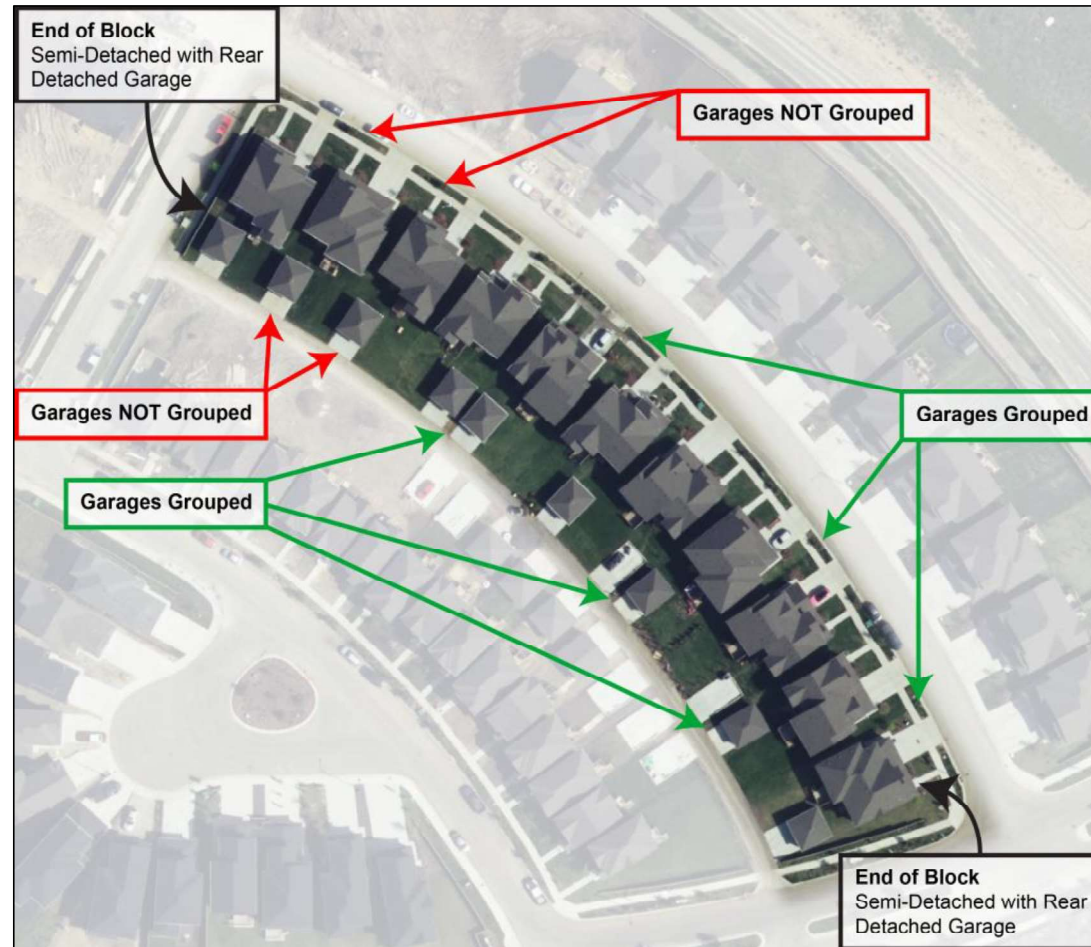 End of Block
Semi-Detached with Rear
Detached Garage
Garages NOT Grouped
Garages NOT Grouped
Garages Grouped
Garages Grouped
End of Block
Semi-Detached with Rear
Detached Garage